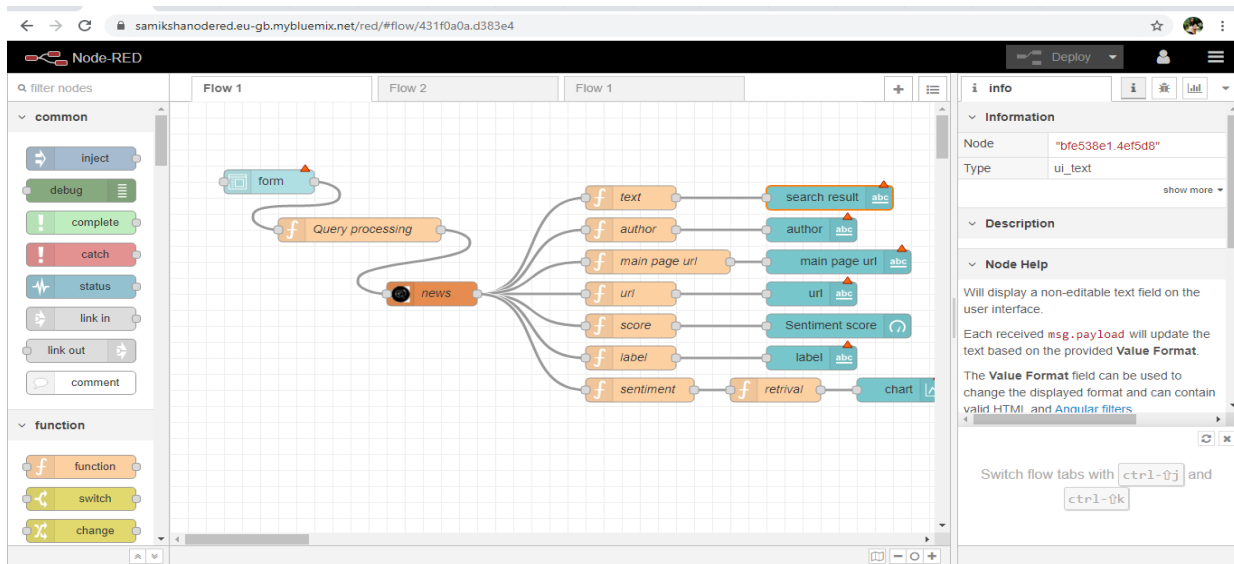 samikshanodered.eu-gb.mybluemix.net/red/#flow/431f0a0a.d383e4
Node-RED
Deploy
filter nodes
Flow 1
Flow 2
Flow 1
i info
i
common
inject
debug
complete
catch
status
link in
link out
comment
function
function
switch
change
form
Query processing
news
text
search result abc
author
author abc
main page url
main page url abc
url
url abc
score
Sentiment score
label
label abc
sentiment
retrival
chart
Information
Node "bfe538e1.4ef5d8"
Type ui_text
show more
Description
Node Help
Will display a non-editable text field on the
user interface.
Each received msg.payload will update the
text based on the provided Value Format.
The Value Format field can be used to
change the displayed format and can contain
valid HTML and Angular filters
Switch flow tabs with ctrl-⇧j and
ctrl-⇧k